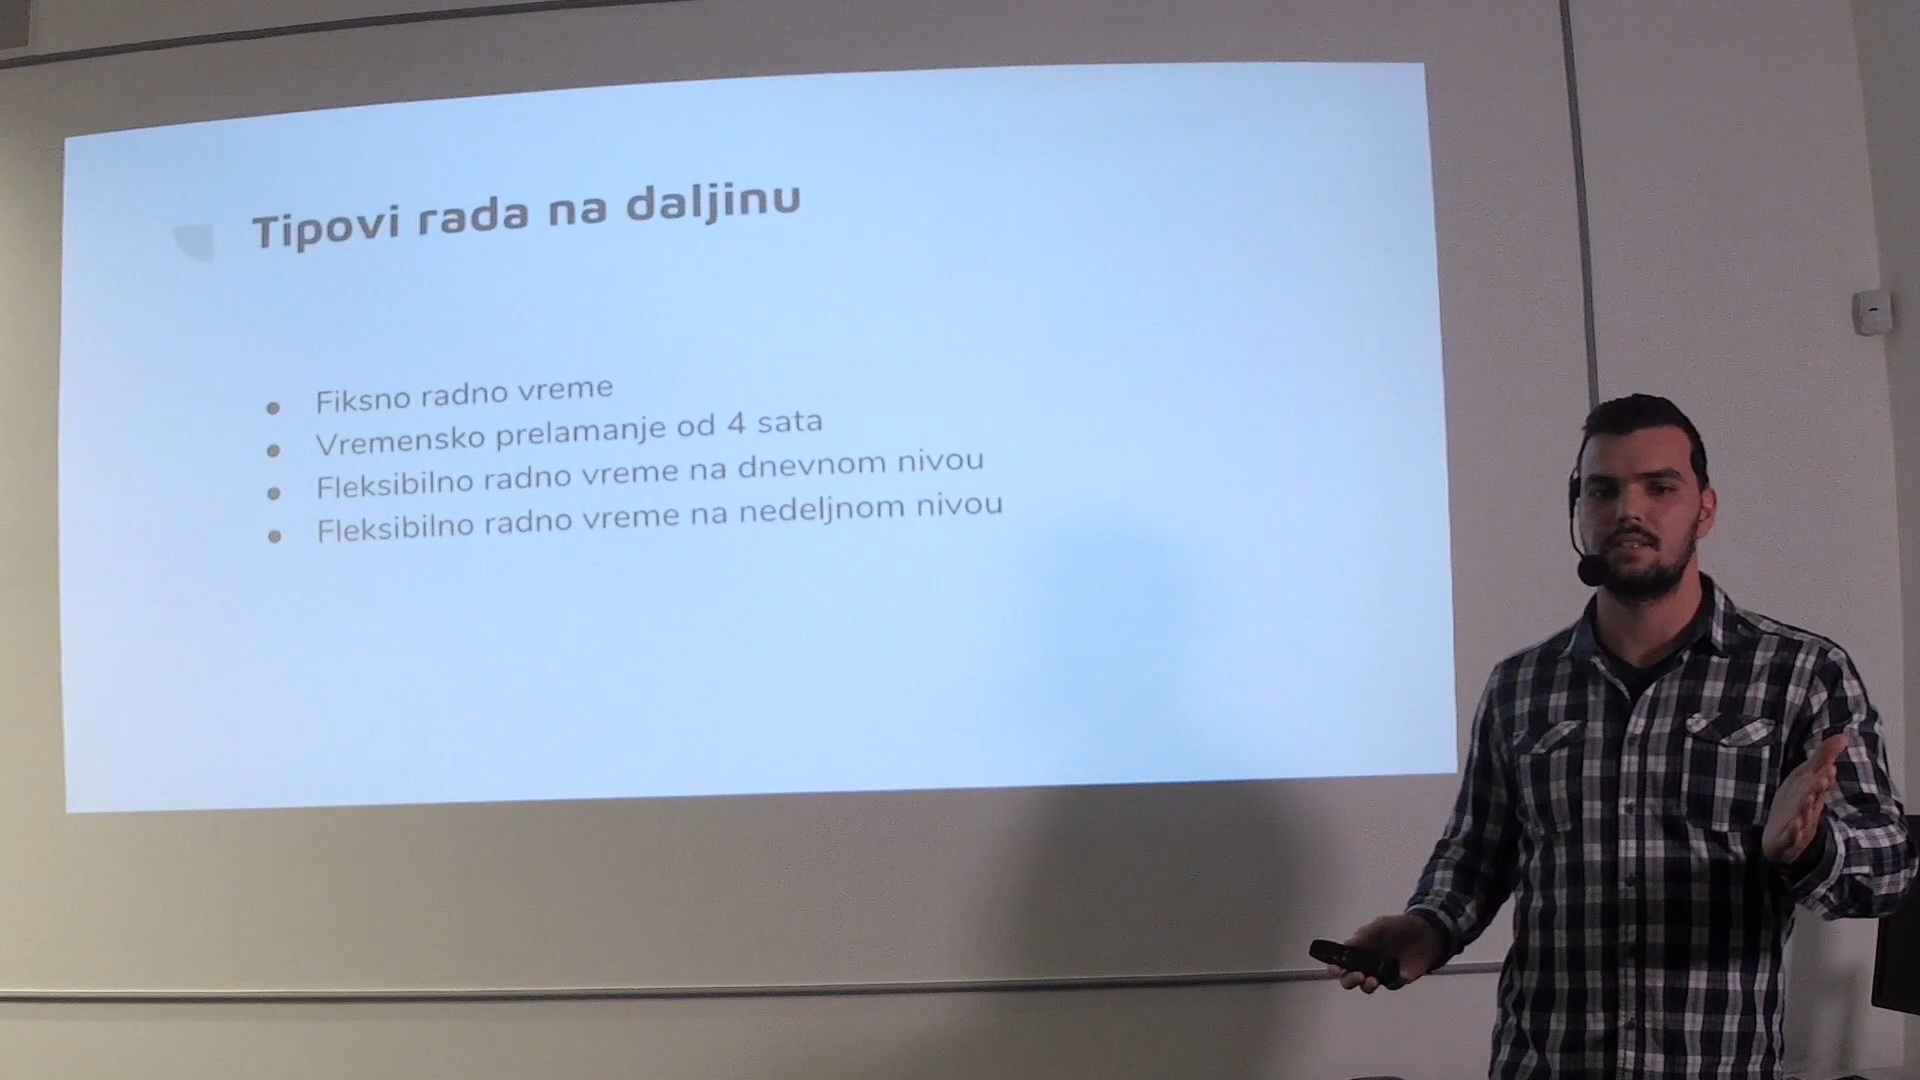 Tipovi rada na daljinu
Fiksno radno vreme
Vremensko prelamanje od 4 sata
Fleksibilno radno vreme na dnevnom nivou
Fleksibilno radno vreme na nedeljnom nivou